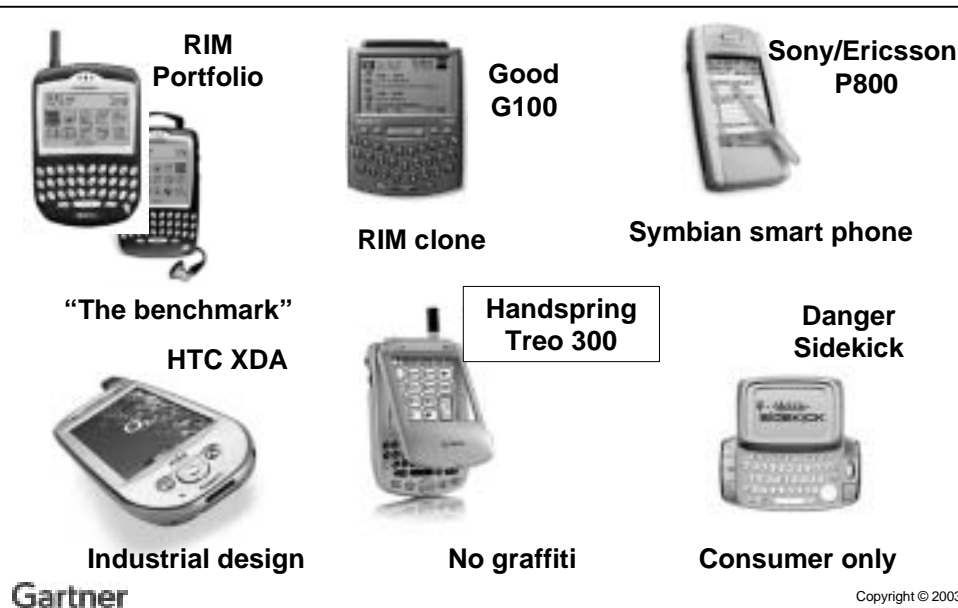 RIM
Portfolio
Good
G100
Sony/Ericsson
P800
RIM clone
Symbian smart phone
“The benchmark”
HTC XDA
Handspring
Treo 300
Danger
Sidekick
SIDEKICK
Industrial design
No graffiti
Consumer only
Gartner
Copyright © 2003